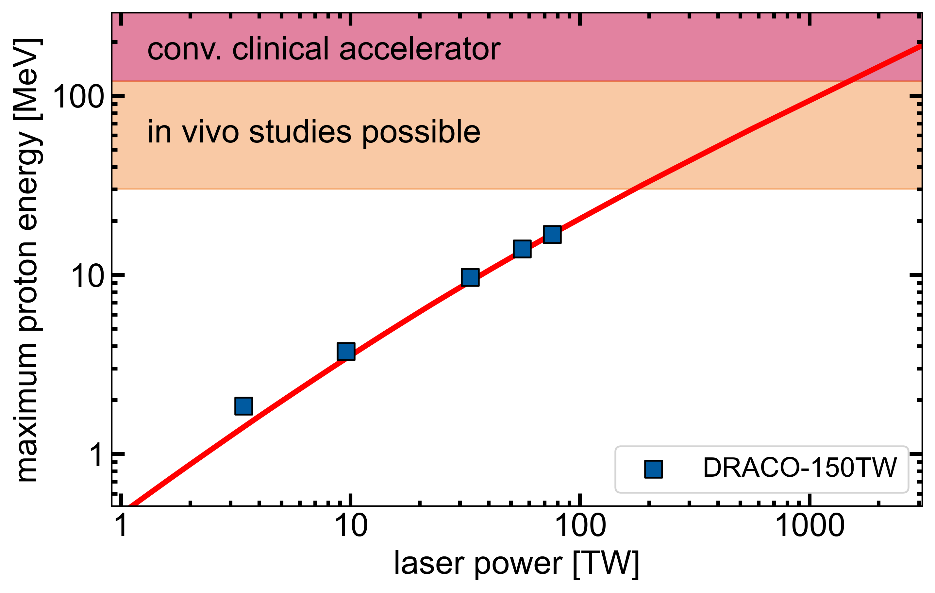 maximum proton energy [MeV]
conv. clinical accelerator
100
in vivo studies possible
10
1
DRACO-150TW
1 10 100 1000
laser power [TW]